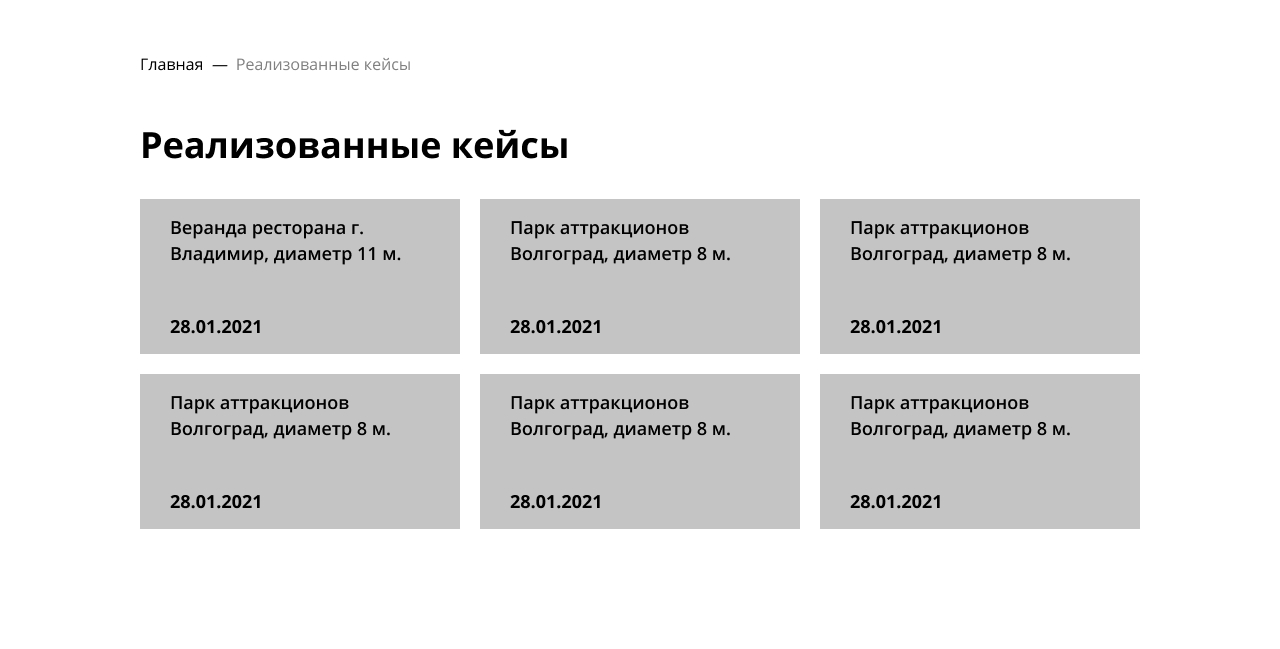 Главная — Реализованные кейсы
Реализованные кейсы
Веранда ресторана г.
Владимир, диаметр 11 м.
28.01.2021
Парк аттракционов
Волгоград, диаметр 8 м.
28.01.2021
Парк аттракционов
Волгоград, диаметр 8 м.
28.01.2021
Парк аттракционов
Волгоград, диаметр 8 м.
28.01.2021
Парк аттракционов
Волгоград, диаметр 8 м.
28.01.2021
Парк аттракционов
Волгоград, диаметр 8 м.
28.01.2021